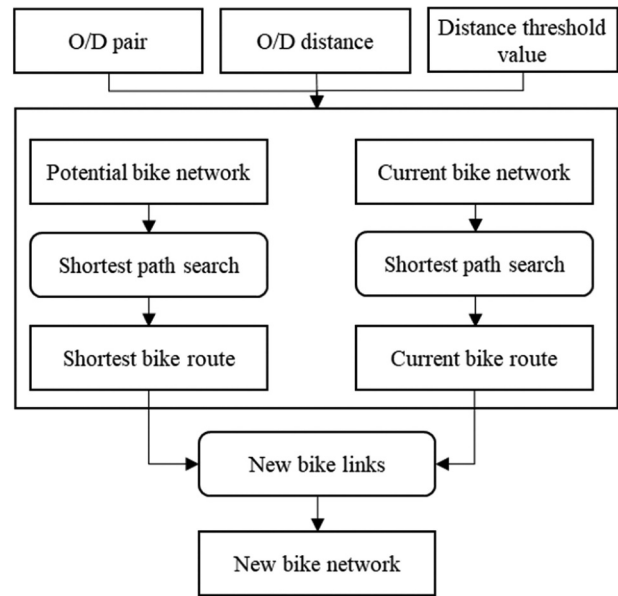 O/D pair
O/D distance
Distance threshold
value
Potential bike network
Current bike network
Shortest path search
Shortest path search
Shortest bike route
Current bike route
New bike links
New bike network